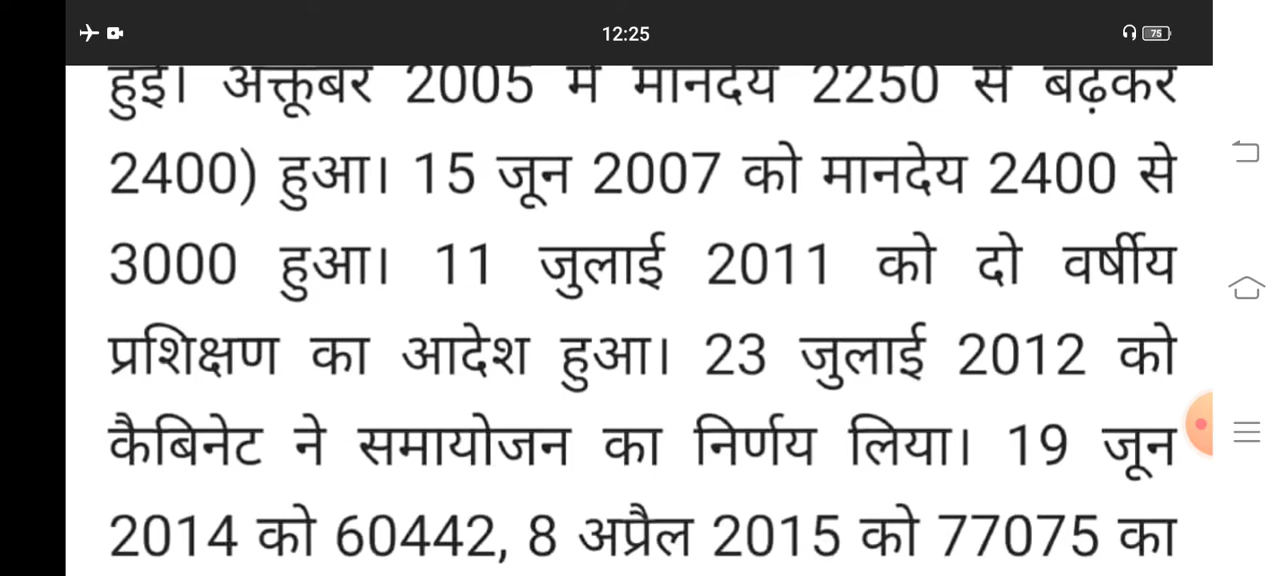 12:25
75
हुई। अक्तूबर 2005 में मानदेय 2250 से बढ़कर
2400) हुआ। 15 जून 2007 को मानदेय 2400 से
3000 हुआ। 11 जुलाई 2011 को दो वर्षीय
प्रशिक्षण का आदेश हुआ। 23 जुलाई 2012 को
कैबिनेट ने समायोजन का निर्णय लिया। 19 जून
2014 को 60442, 8 अप्रैल 2015 को 77075 का